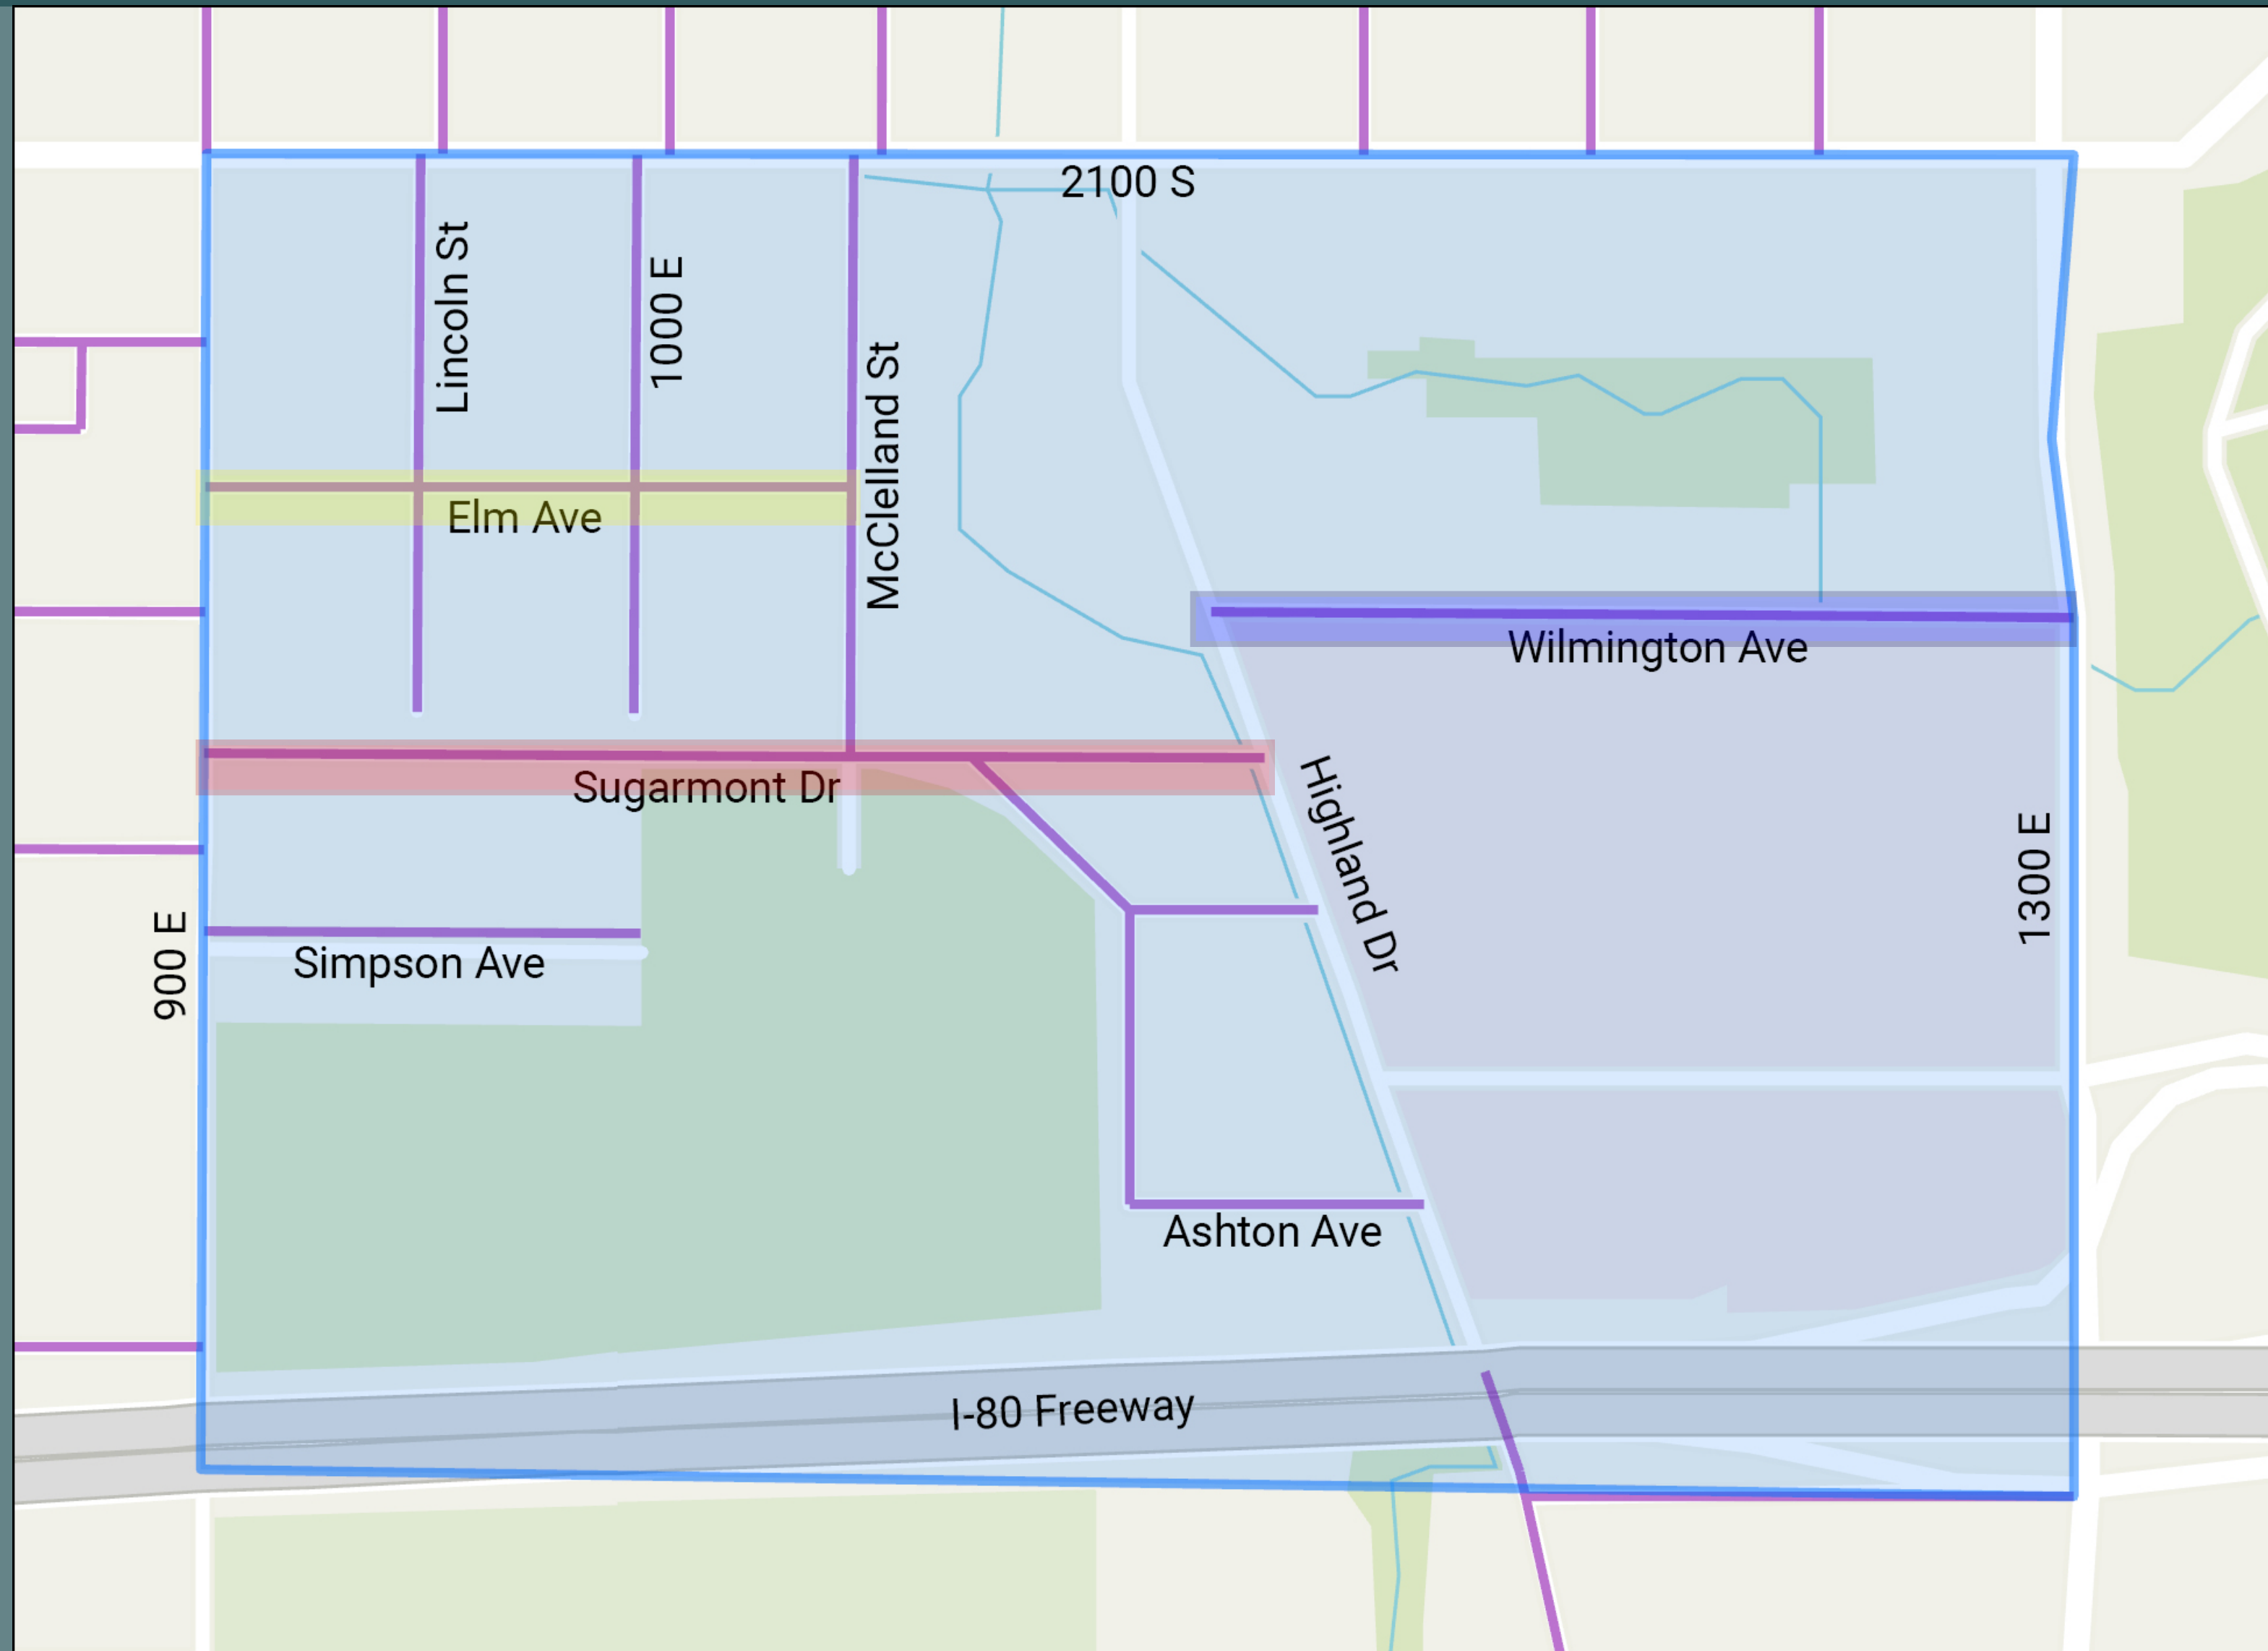 2100 S
Lincoln St
1000 E
McClelland St
Elm Ave
Wilmington Ave
Sugarmont Dr
Highland Dr
1300 E
900 E
Simpson Ave
Ashton Ave
I-80 Freeway